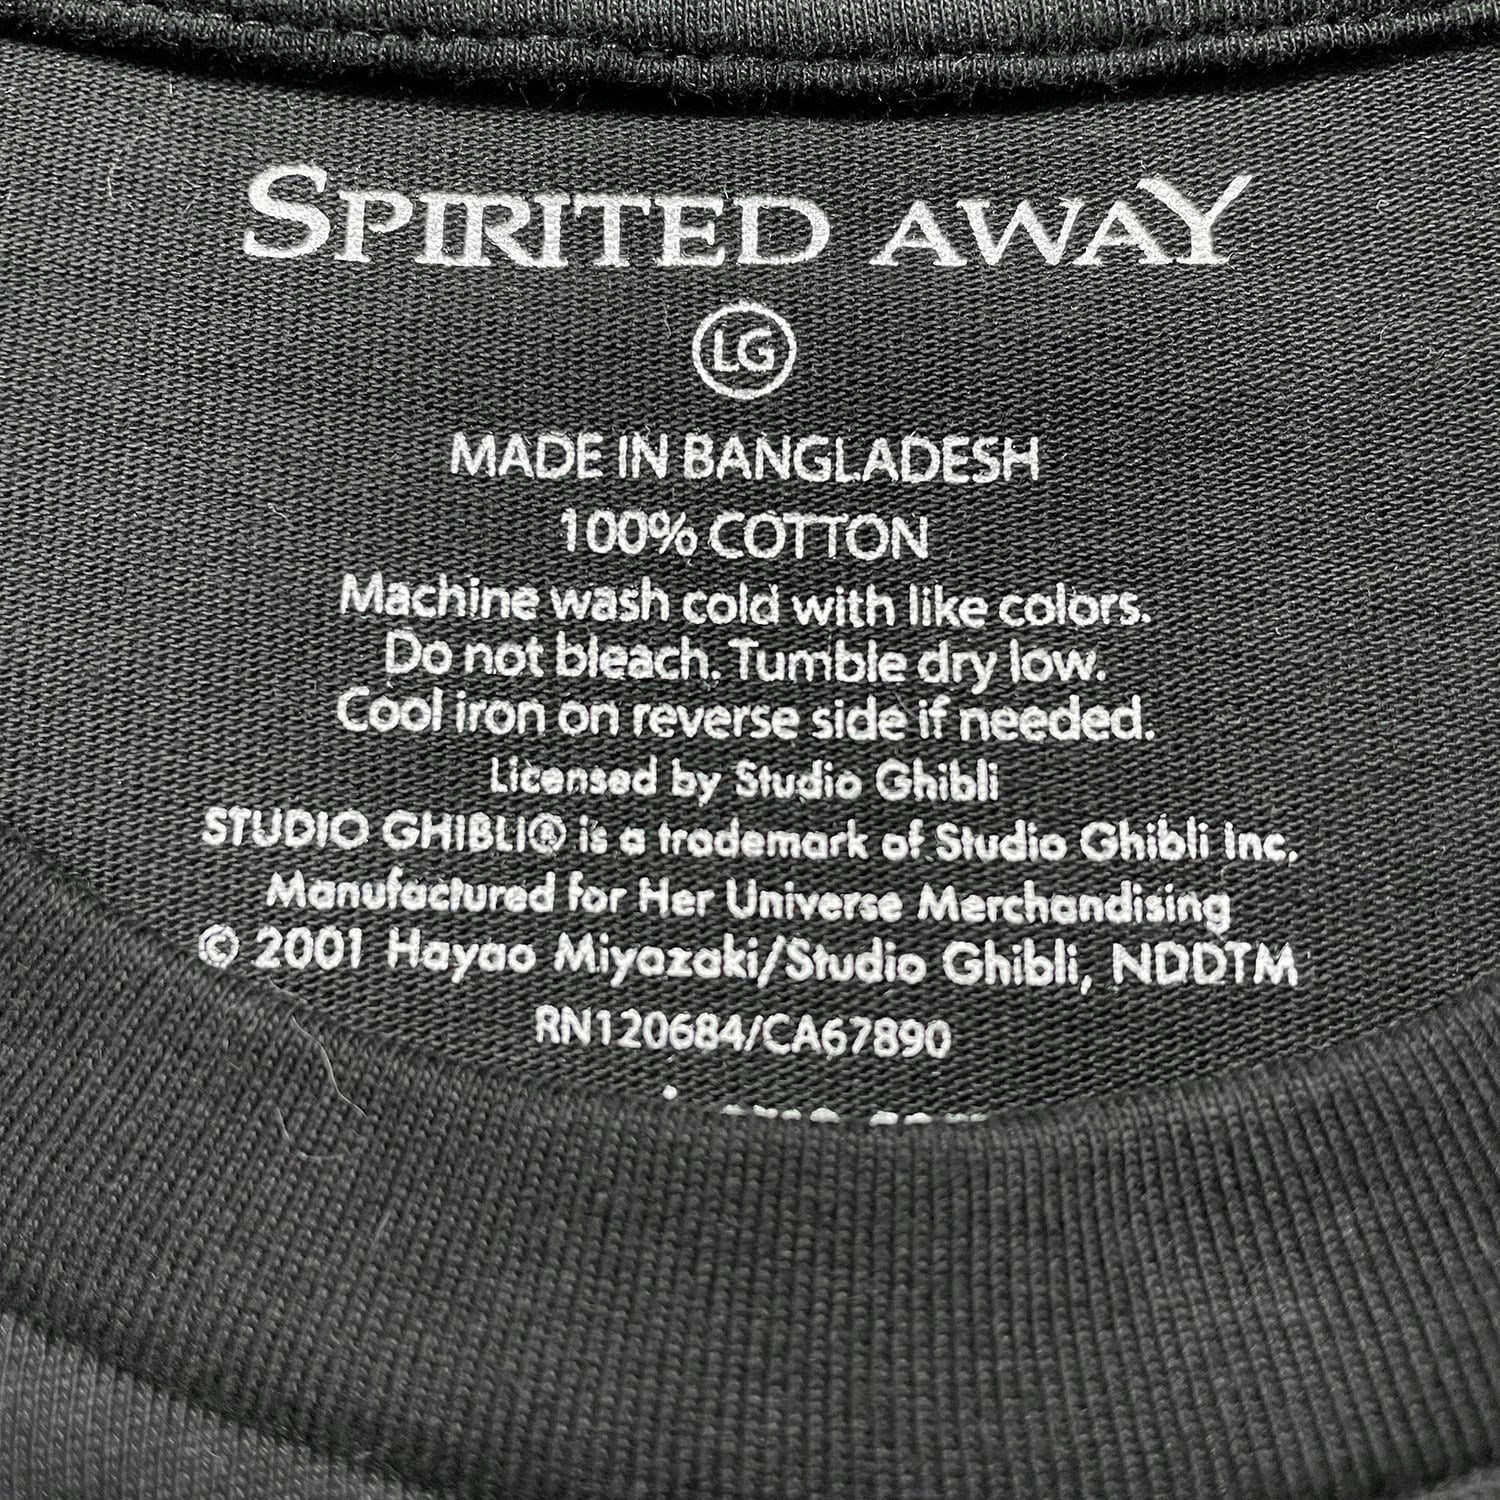 SPIRITED AWAY
LG
MADE IN BANGLADESH
100% COTTON
Machine wash cold with like colors.
Do not bleach. Tumble dry low.
Cool iron on reverse side if needed.
Licensed by Studio Ghibli
STUDIO GHIBLI® is a trademark of Studio Ghibli Inc.
Manufactured for Her Universe Merchandising
© 2001 Hayao Miyazaki/Studio Ghibli, NDDTM
RN120684/CA67890